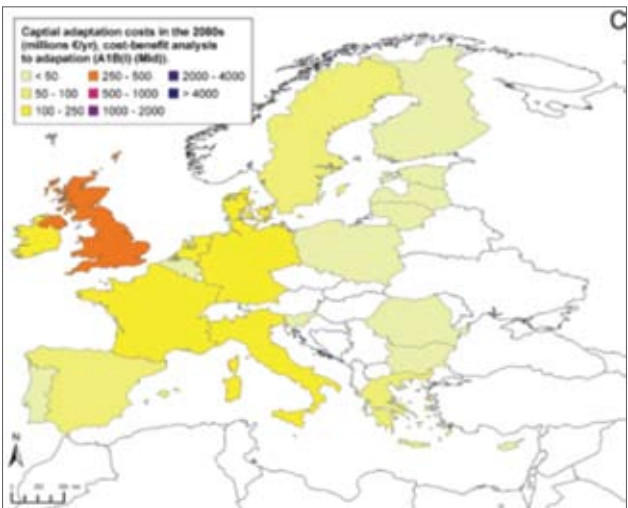 C
Captial adaptation costs in the 2080s
(millions €/yr), cost-benefit analysis
to adapation (A1B(I) (Mid)).
< 50 250 - 500 2000 - 4000
50 - 100 500 - 1000 > 4000
100 - 250 1000 - 2000
N
0